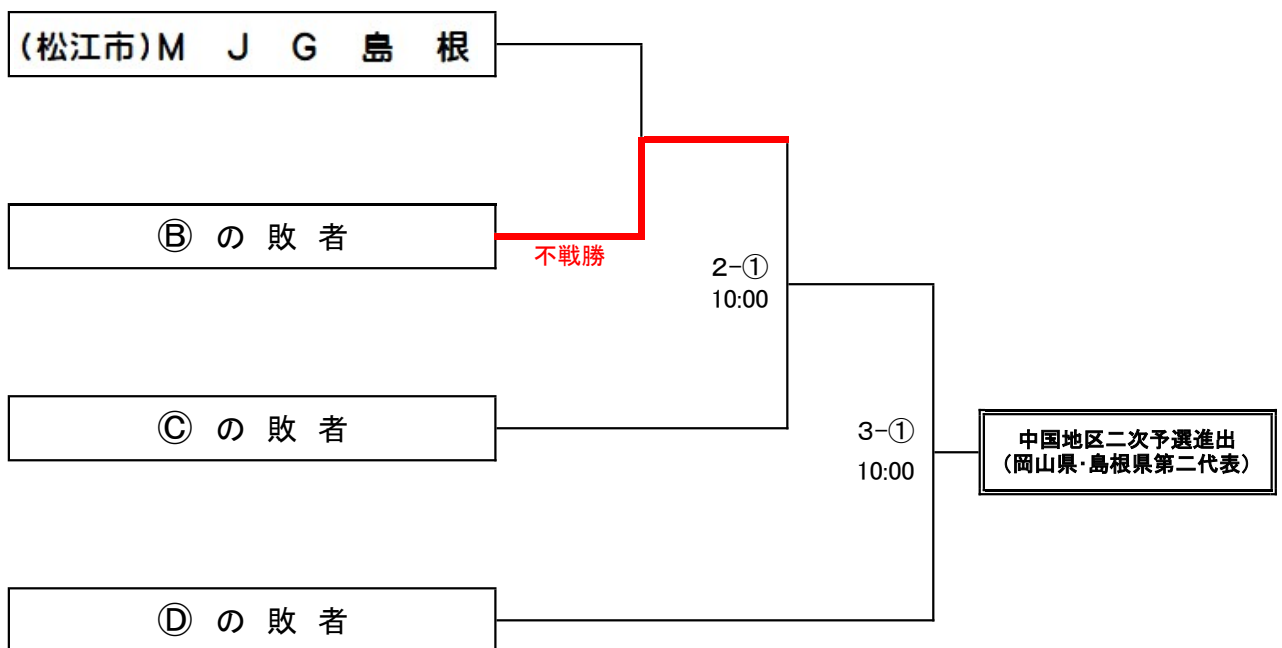 (松江市)M J G 島 根
Ⓑ の 敗 者
不戦勝
2-①
10:00
Ⓒ の 敗 者
3-①
10:00
中国地区二次予選進出
(岡山県・島根県第二代表)
Ⓓ の 敗 者